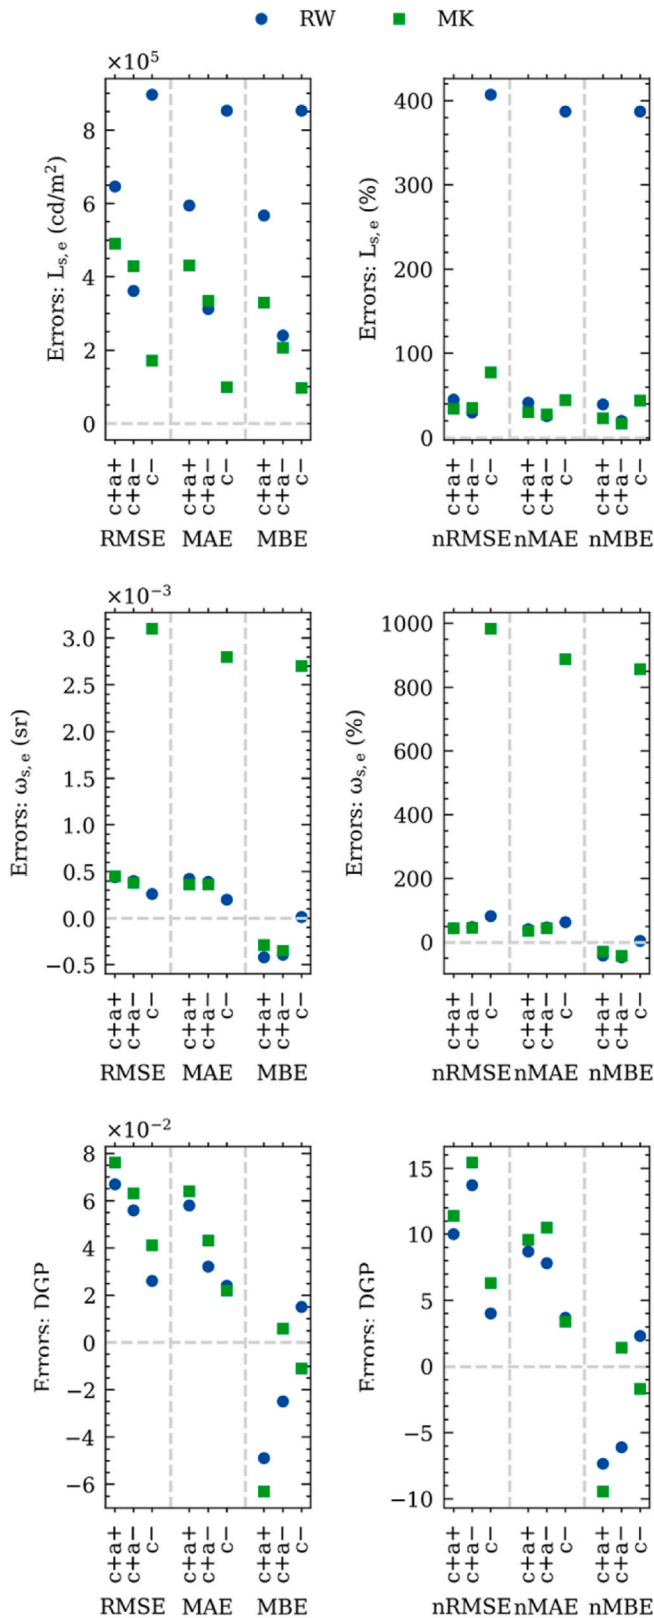 RW MK
×10⁵
8
6
4
2
0
Errors: Lₛ,ₑ (cd/m²)
c+a+ c+a− c− c+a+ c+a− c− c+a+ c+a− c−
RMSE MAE MBE
400
300
200
100
0
Errors: Lₛ,ₑ (%)
c+a+ c+a− c− c+a+ c+a− c− c+a+ c+a− c−
nRMSE nMAE nMBE
×10⁻³
3.0
2.5
2.0
1.5
1.0
0.5
0.0
−0.5
Errors: ωₛ,ₑ (sr)
c+a+ c+a− c− c+a+ c+a− c− c+a+ c+a− c−
RMSE MAE MBE
1000
800
600
400
200
0
Errors: ωₛ,ₑ (%)
c+a+ c+a− c− c+a+ c+a− c− c+a+ c+a− c−
nRMSE nMAE nMBE
×10⁻²
8
6
4
2
0
−2
−4
−6
Errors: DGP
c+a+ c+a− c− c+a+ c+a− c− c+a+ c+a− c−
RMSE MAE MBE
15
10
5
0
−5
−10
Errors: DGP
c+a+ c+a− c− c+a+ c+a− c− c+a+ c+a− c−
nRMSE nMAE nMBE